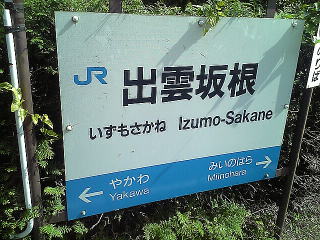 JR 出雲坂根
いずもさかね Izumo-Sakane
やかわ みいのはら
← Yakawa Miinohara →